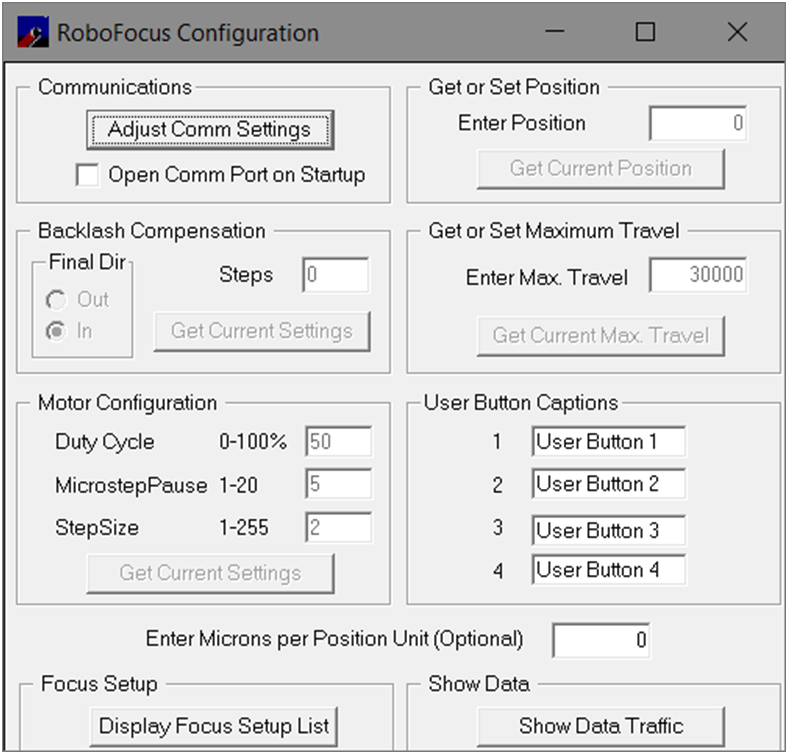 RoboFocus Configuration
Communications
Adjust Comm Settings
Open Comm Port on Startup
Get or Set Position
Enter Position 0
Get Current Position
Backlash Compensation
Final Dir
Out
In
Steps 0
Get Current Settings
Get or Set Maximum Travel
Enter Max. Travel 30000
Get Current Max. Travel
Motor Configuration
Duty Cycle 0-100% 50
MicrostepPause 1-20 5
StepSize 1-255 2
Get Current Settings
User Button Captions
1 User Button 1
2 User Button 2
3 User Button 3
4 User Button 4
Enter Microns per Position Unit (Optional) 0
Focus Setup
Display Focus Setup List
Show Data
Show Data Traffic